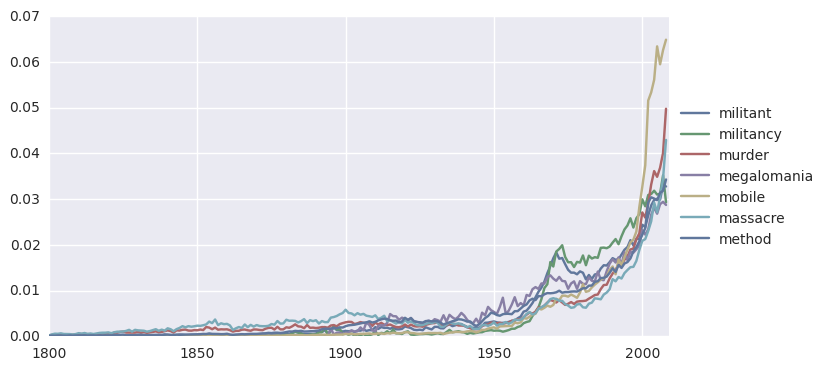 0.07
0.06
0.05
0.04
0.03
0.02
0.01
0.00
1800 1850 1900 1950 2000
militant
militancy
murder
megalomania
mobile
massacre
method